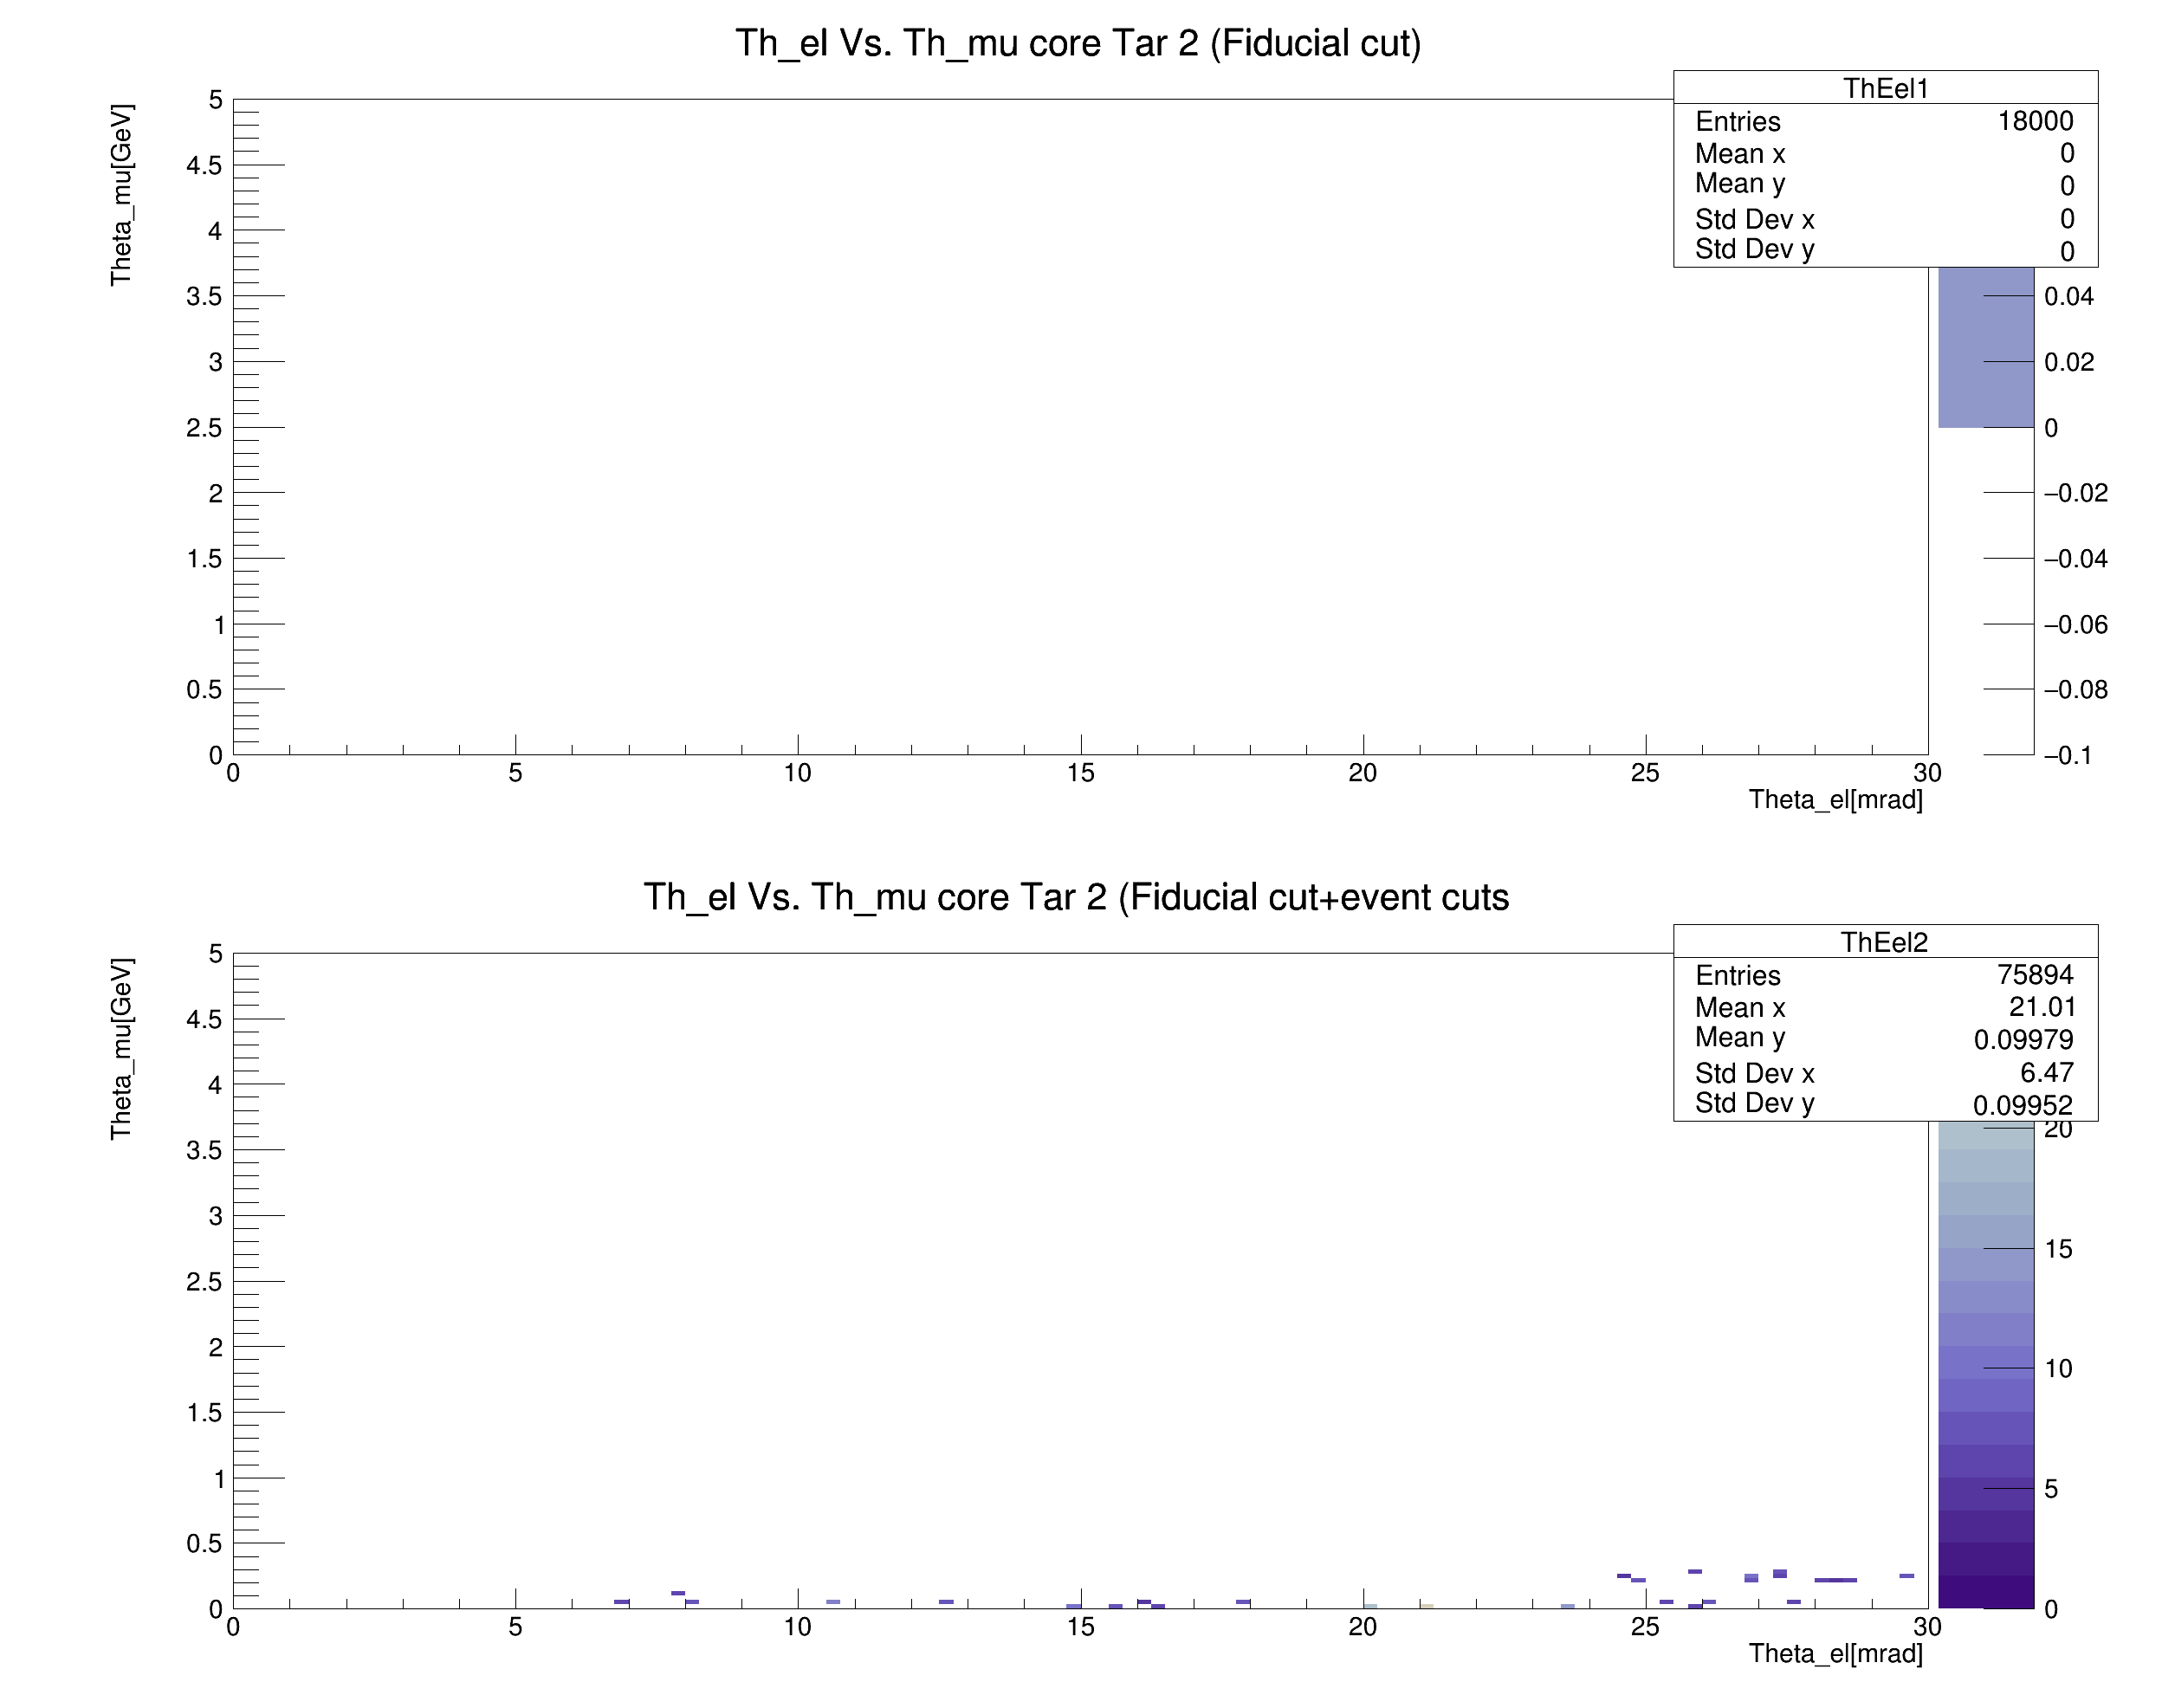 Th_el Vs. Th_mu core Tar 2 (Fiducial cut)
ThEel1
Entries 18000
Mean x 0
Mean y 0
Std Dev x 0
Std Dev y 0
Theta_mu[GeV]
5
4.5
4
3.5
3
2.5
2
1.5
1
0.5
0
0 5 10 15 20 25 30
Theta_el[mrad]
0.04
0.02
0
−0.02
−0.04
−0.06
−0.08
−0.1
Th_el Vs. Th_mu core Tar 2 (Fiducial cut+event cuts
ThEel2
Entries 75894
Mean x 21.01
Mean y 0.09979
Std Dev x 6.47
Std Dev y 0.09952
Theta_mu[GeV]
5
4.5
4
3.5
3
2.5
2
1.5
1
0.5
0
0 5 10 15 20 25 30
Theta_el[mrad]
20
15
10
5
0